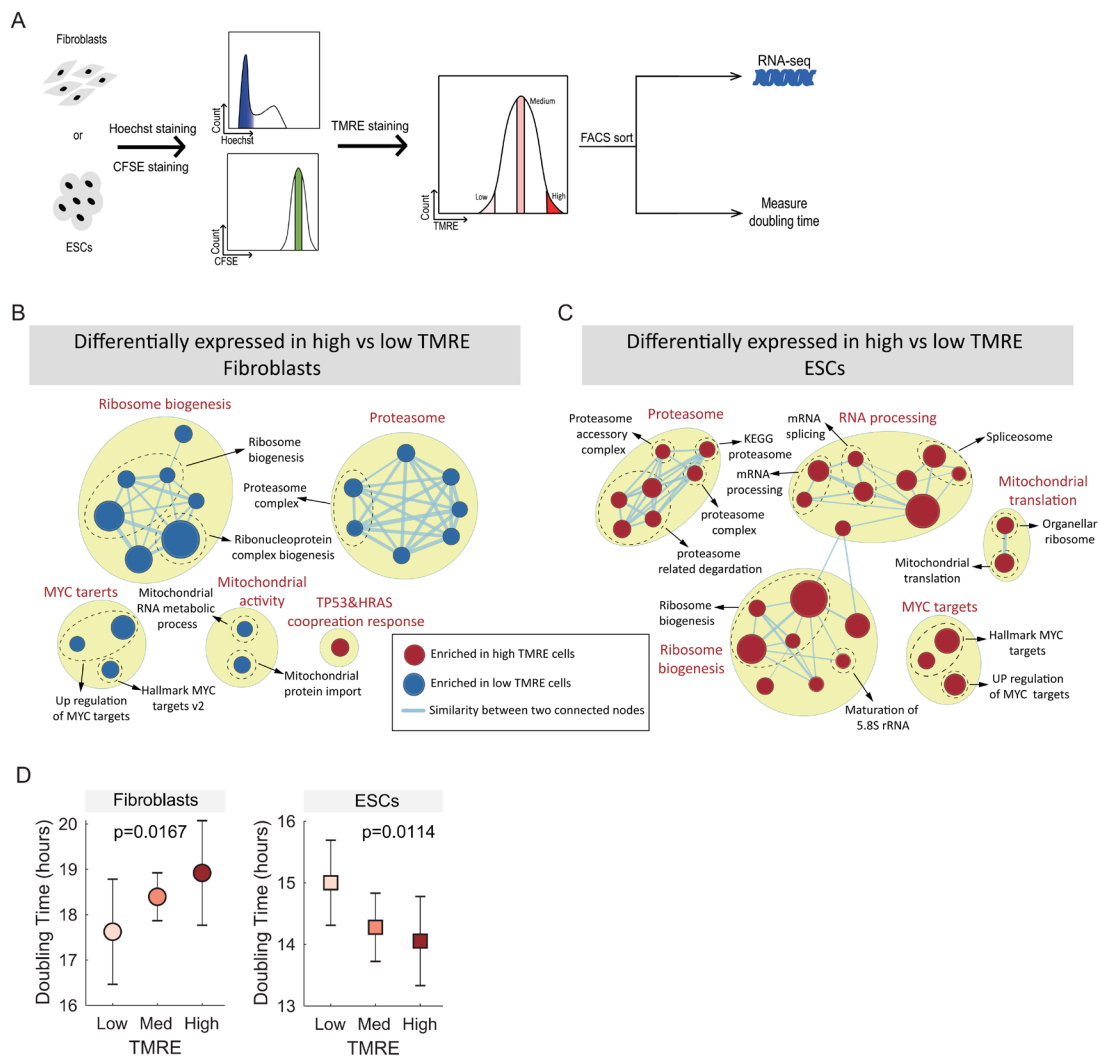 A
Fibroblasts
or
ESCs
Hoechst staining
CFSE staining
Count
Hoechst
Count
CFSE
TMRE staining
Medium
Low
High
Count
TMRE
FACS sort
RNA-seq
Measure
doubling time
B
Differentially expressed in high vs low TMRE
Fibroblasts
Ribosome biogenesis
Proteasome
Ribosome
biogenesis
Proteasome
complex
Ribonucleoprotein
complex biogenesis
MYC tarerts
Mitochondrial
RNA metabolic
process
Mitochondrial
activity
TP53&HRAS
coopreation response
Up regulation
of MYC targets
Hallmark MYC
targets v2
Mitochondrial
protein import
Enriched in high TMRE cells
Enriched in low TMRE cells
Similarity between two connected nodes
C
Differentially expressed in high vs low TMRE
ESCs
Proteasome
accessory
complex
Proteasome
KEGG
proteasome
mRNA
splicing
RNA processing
Spliceosome
mRNA
processing
proteasome
complex
proteasome
related degardation
Mitochondrial
translation
Organellar
ribosome
Mitochondrial
translation
Ribosome
biogenesis
Ribosome
biogenesis
Maturation of
5.8S rRNA
MYC targets
Hallmark MYC
targets
UP regulation
of MYC targets
D
Fibroblasts
p=0.0167
Doubling Time (hours)
20
19
18
17
16
Low Med High
TMRE
ESCs
p=0.0114
Doubling Time (hours)
16
15
14
13
Low Med High
TMRE